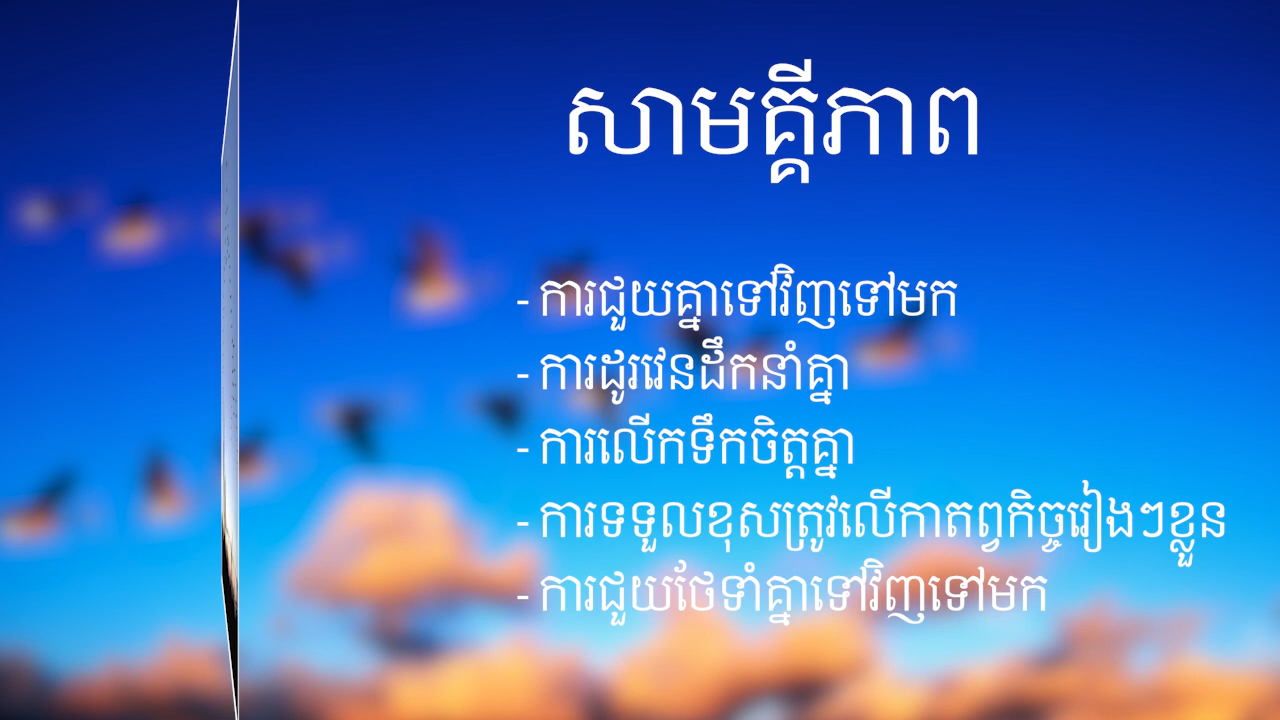 សាមគ្គីភាព
- ការជួយគ្នាទៅវិញទៅមក
- ការដូរវេនដឹកនាំគ្នា
- ការលើកទឹកចិត្តគ្នា
- ការទទួលខុសត្រូវលើកាតព្វកិច្ចរៀងៗខ្លួន
- ការជួយថែទាំគ្នាទៅវិញទៅមក